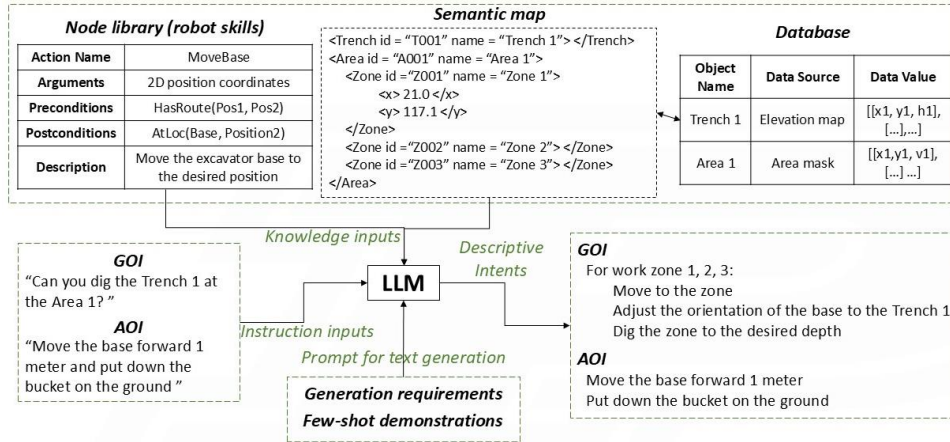 Node library (robot skills)
Action Name MoveBase
Arguments 2D position coordinates
Preconditions HasRoute(Pos1, Pos2)
Postconditions AtLoc(Base, Position2)
Description Move the excavator base to
the desired position
Semantic map
<Trench id = “T001” name = “Trench 1”> </Trench>
<Area id = “A001” name = “Area 1”>
<Zone id =“Z001” name = “Zone 1”>
<x> 21.0 </x>
<y> 117.1 </y>
</Zone>
<Zone id =“Z002” name = “Zone 2”> </Zone>
<Zone id = “Z003” name = “Zone 3”> </Zone>
</Area>
Database
Object
Name Data Source Data Value
Trench 1 Elevation map [[x1, y1, h1],
[...],...]
Area 1 Area mask [[x1,y1, v1],
[...] ...]
Knowledge inputs
GOI
“Can you dig the Trench 1 at
the Area 1? ”
AOI
“Move the base forward 1
meter and put down the
bucket on the ground ”
Instruction inputs
LLM
Descriptive
Intents
Prompt for text generation
Generation requirements
Few-shot demonstrations
GOI
For work zone 1, 2, 3:
Move to the zone
Adjust the orientation of the base to the Trench 1
Dig the zone to the desired depth
AOI
Move the base forward 1 meter
Put down the bucket on the ground